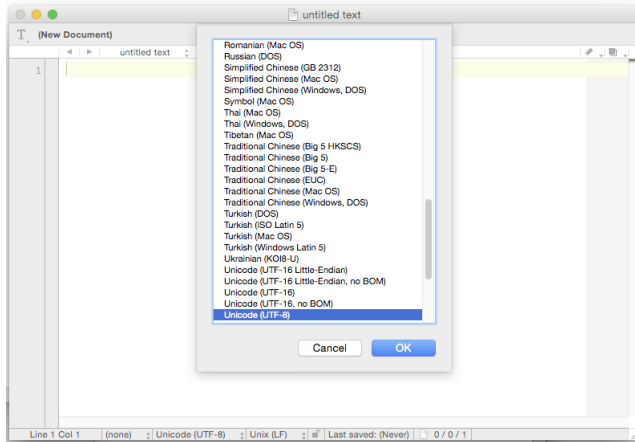 untitled text
(New Document)
untitled text
1
Romanian (Mac OS)
Russian (DOS)
Simplified Chinese (GB 2312)
Simplified Chinese (Mac OS)
Simplified Chinese (Windows, DOS)
Symbol (Mac OS)
Thai (Mac OS)
Thai (Windows, DOS)
Tibetan (Mac OS)
Traditional Chinese (Big 5 HKSCS)
Traditional Chinese (Big 5)
Traditional Chinese (Big 5-E)
Traditional Chinese (EUC)
Traditional Chinese (Mac OS)
Traditional Chinese (Windows, DOS)
Turkish (DOS)
Turkish (ISO Latin 5)
Turkish (Mac OS)
Turkish (Windows Latin 5)
Ukrainian (KOI8-U)
Unicode (UTF-16 Little-Endian)
Unicode (UTF-16 Little-Endian, no BOM)
Unicode (UTF-16)
Unicode (UTF-16, no BOM)
Unicode (UTF-8)
Cancel OK
Line 1 Col 1 (none) Unicode (UTF-8) Unix (LF) Last saved: (Never) 0 / 0 / 1